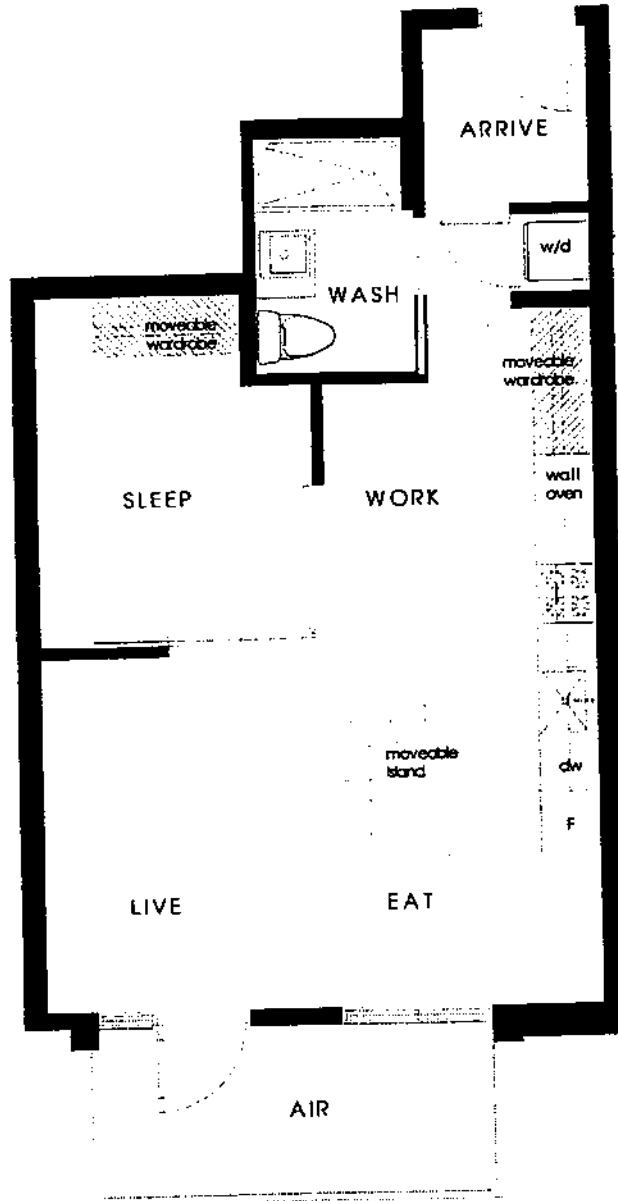 ARRIVE
w/d
WASH
moveable
wardrobe
moveable
wardrobe
wall
oven
SLEEP
WORK
moveable
island
dw
F
LIVE
EAT
AIR